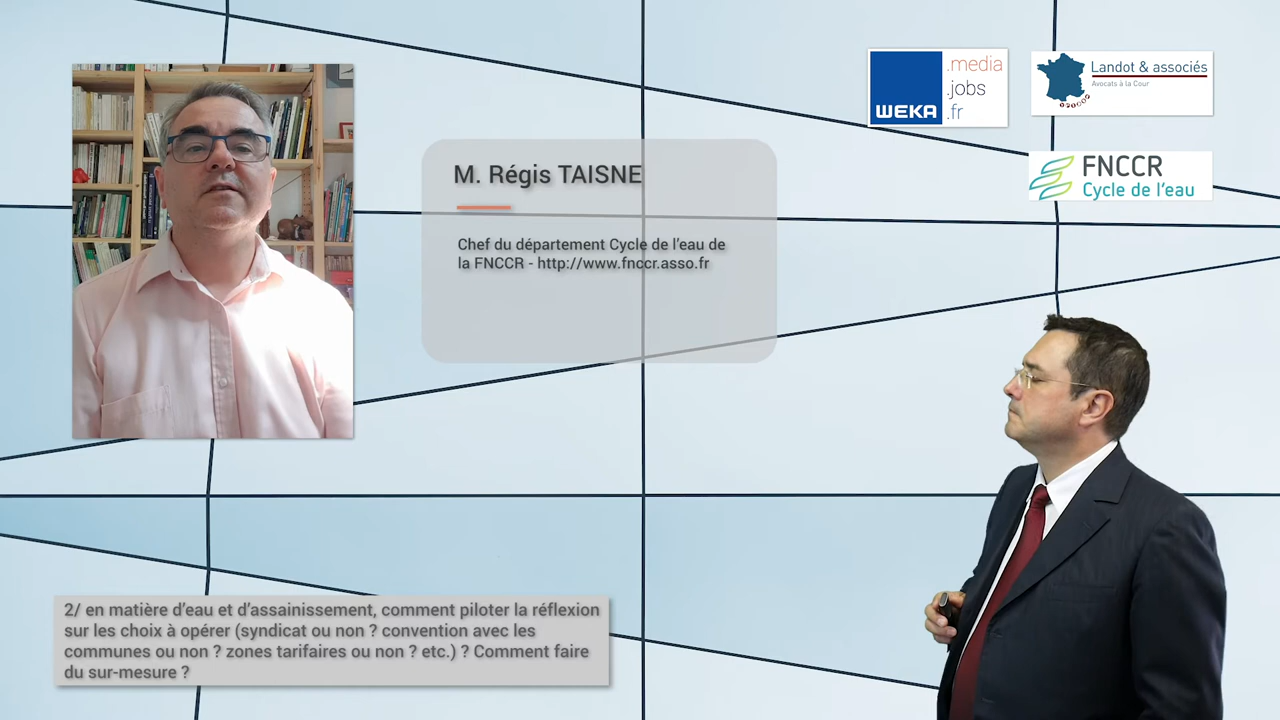 WEKA
.media
.jobs
.fr
Landot & associés
Avocats à la Cour
FNCCR
Cycle de l'eau
M. Régis TAISNE
Chef du département Cycle de l'eau de
la FNCCR - http://www.fnccr.asso.fr
2/ en matière d'eau et d'assainissement, comment piloter la réflexion
sur les choix à opérer (syndicat ou non ? convention avec les
communes ou non ? zones tarifaires ou non ? etc.) ? Comment faire
du sur-mesure ?